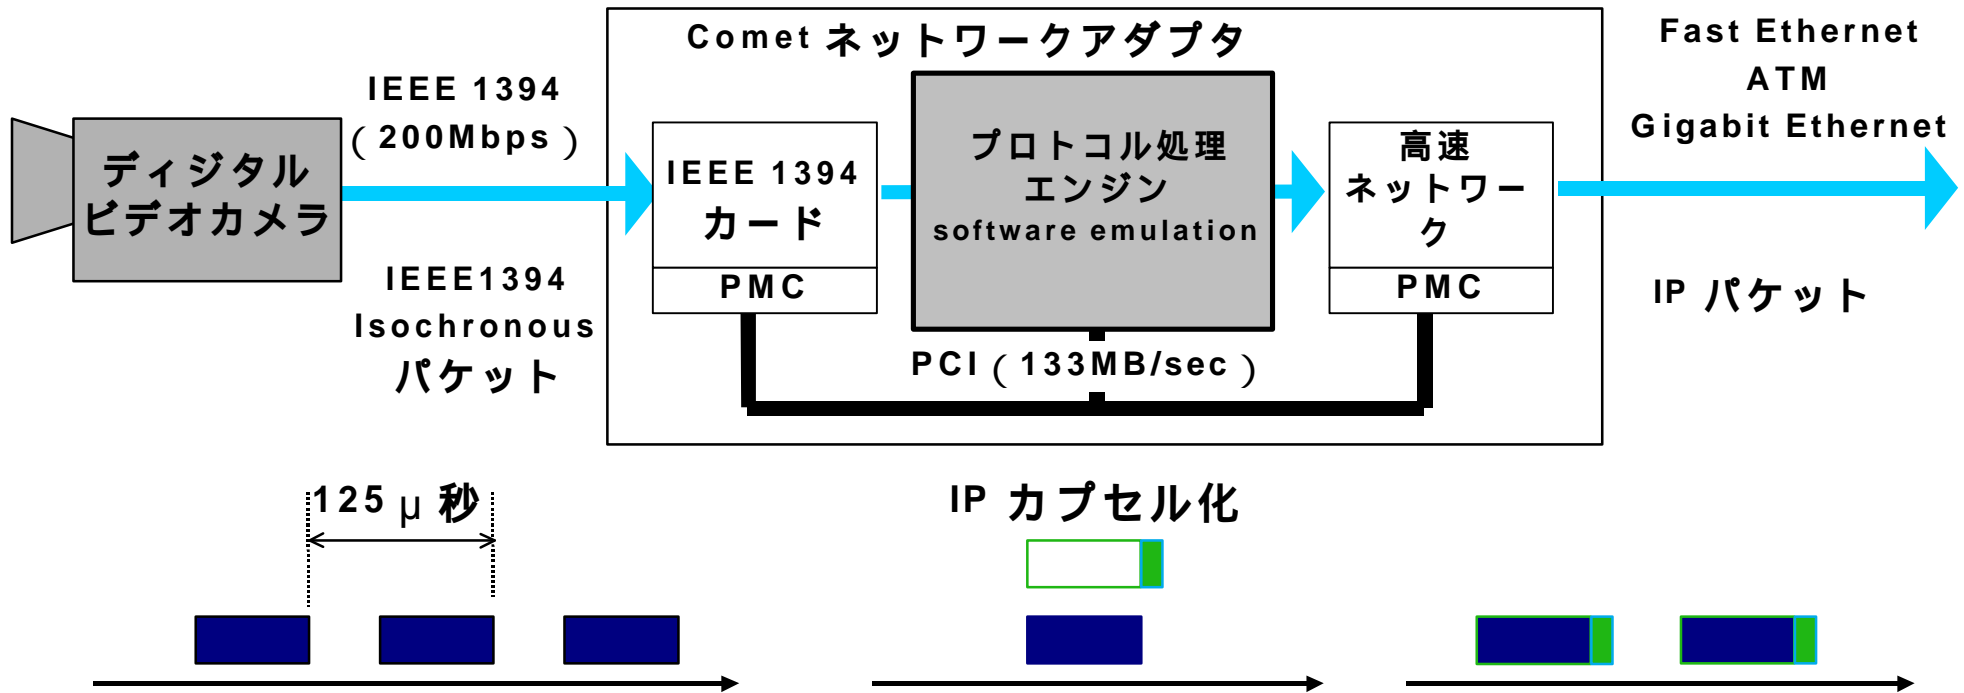 Comet ネットワークアダプタ
Fast Ethernet
ATM
Gigabit Ethernet
IEEE 1394
(200Mbps)
ディジタル
ビデオカメラ
IEEE 1394
カード
PMC
プロトコル処理
エンジン
software emulation
高速
ネットワー
ク
PMC
IEEE1394
Isochronous
パケット
IP パケット
PCI(133MB/sec)
125μ秒
IP カプセル化